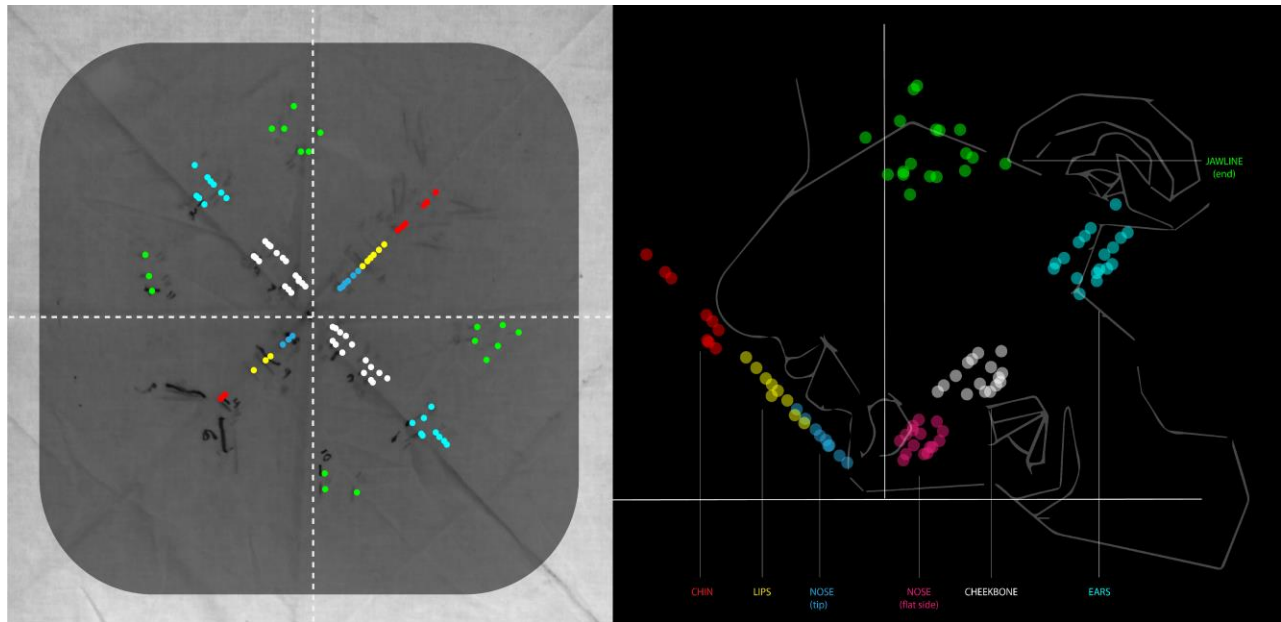 JAWLINE
(end)
CHIN
LIPS
NOSE
(tip)
NOSE
(flat side)
CHEEKBONE
EARS